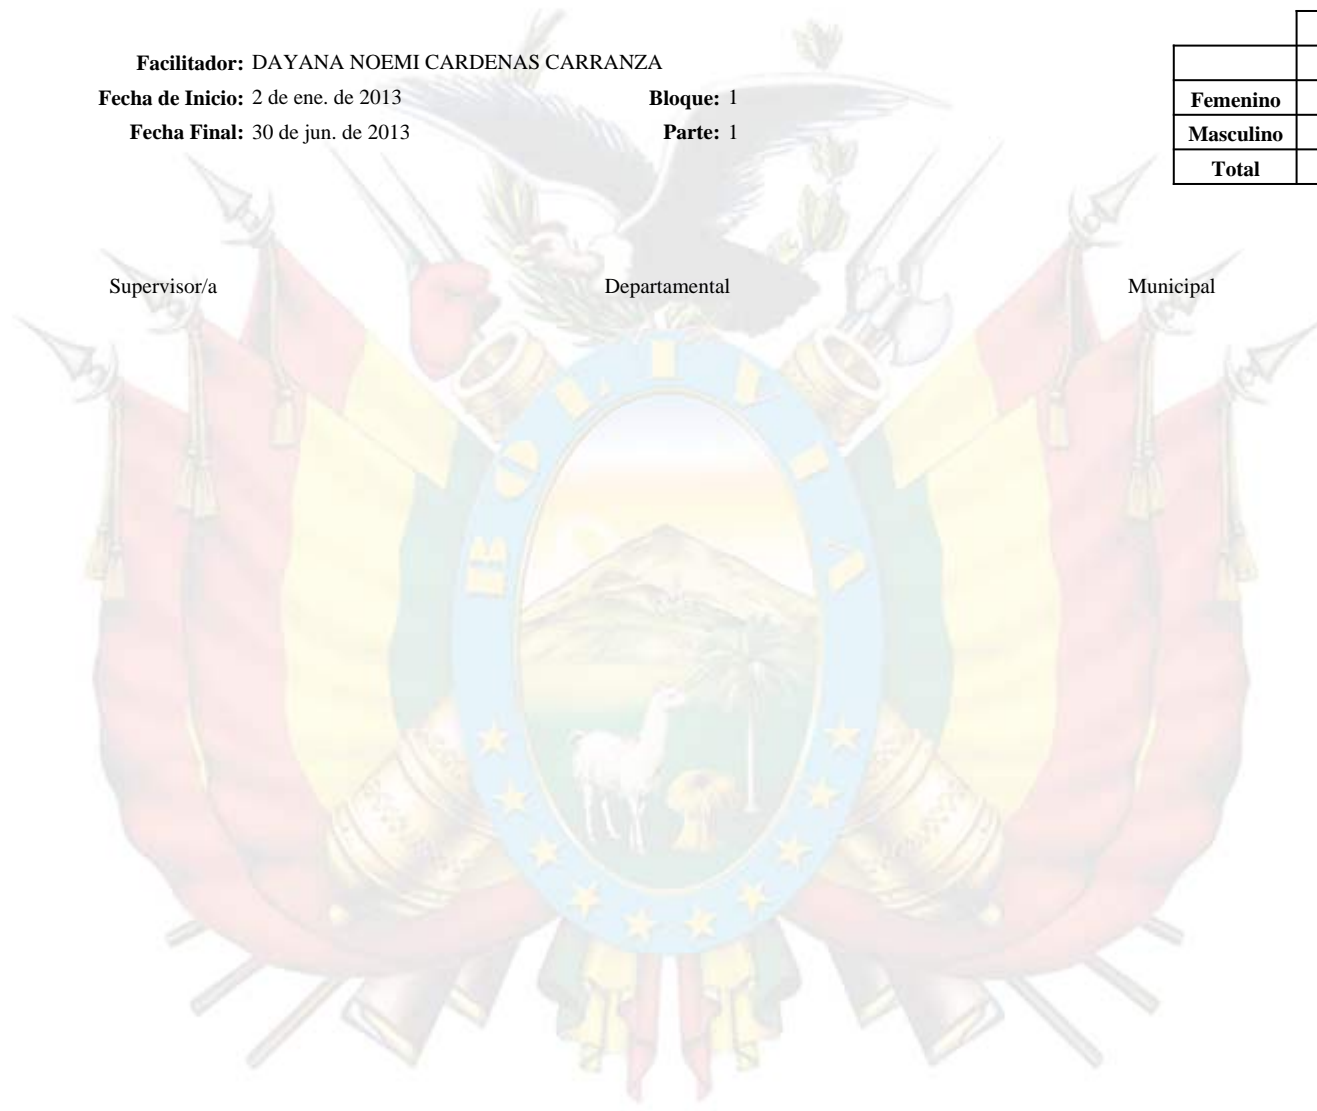 Facilitador: DAYANA NOEMI CARDENAS CARRANZA
Fecha de Inicio: 2 de ene. de 2013 Bloque: 1
Fecha Final: 30 de jun. de 2013 Parte: 1
Femenino
Masculino
Total
Supervisor/a Departamental Municipal
BOLIVIA